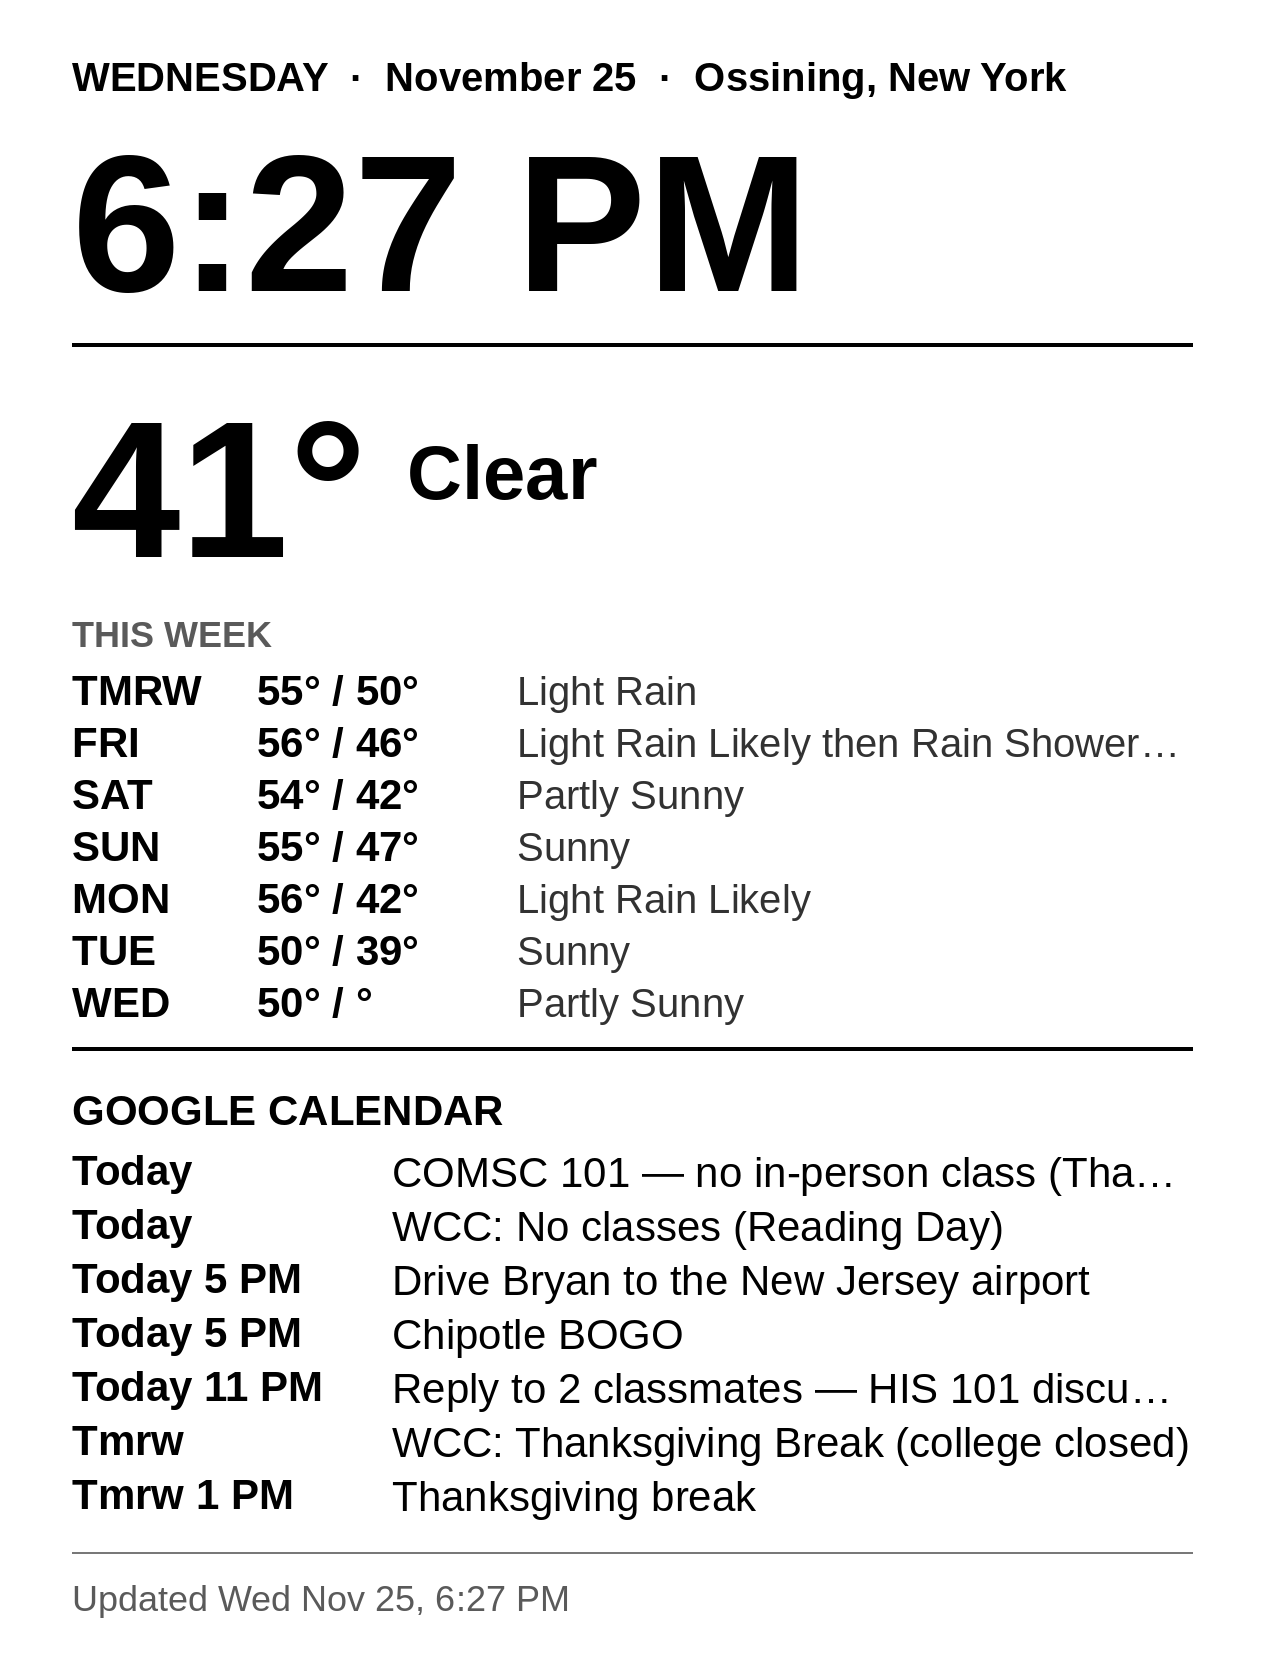 WEDNESDAY · November 25 · Ossining, New York
6:27 PM
41° Clear
THIS WEEK
TMRW 55° / 50° Light Rain
FRI 56° / 46° Light Rain Likely then Rain Shower…
SAT 54° / 42° Partly Sunny
SUN 55° / 47° Sunny
MON 56° / 42° Light Rain Likely
TUE 50° / 39° Sunny
WED 50° / ° Partly Sunny
GOOGLE CALENDAR
Today COMSC 101 — no in-person class (Tha…
Today WCC: No classes (Reading Day)
Today 5 PM Drive Bryan to the New Jersey airport
Today 5 PM Chipotle BOGO
Today 11 PM Reply to 2 classmates — HIS 101 discu…
Tmrw WCC: Thanksgiving Break (college closed)
Tmrw 1 PM Thanksgiving break
Updated Wed Nov 25, 6:27 PM